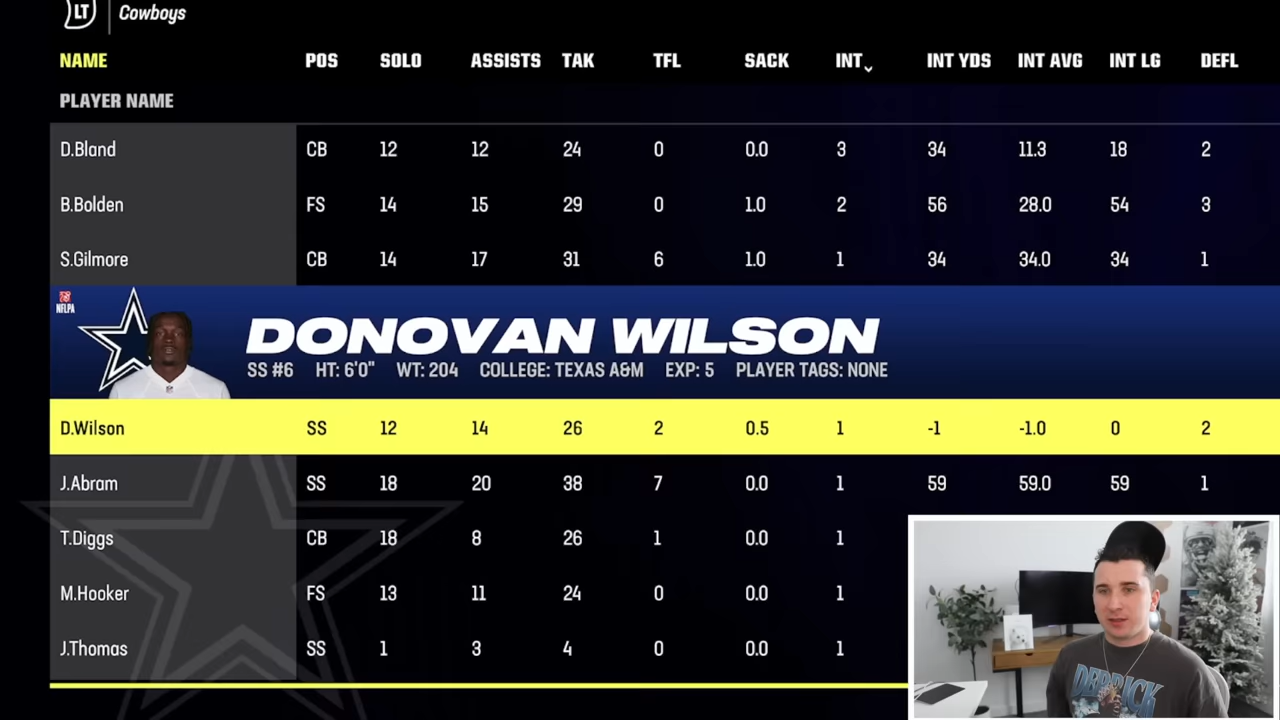 LT Cowboys
NAME POS SOLO ASSISTS TAK TFL SACK INT INT YDS INT AVG INT LG DEFL
PLAYER NAME
D.Bland CB 12 12 24 0 0.0 3 34 11.3 18 2
B.Bolden FS 14 15 29 0 1.0 2 56 28.0 54 3
S.Gilmore CB 14 17 31 6 1.0 1 34 34.0 34 1
NFLPA
DONOVAN WILSON
SS #6 HT: 6'0" WT: 204 COLLEGE: TEXAS A&M EXP: 5 PLAYER TAGS: NONE
D.Wilson SS 12 14 26 2 0.5 1 -1 -1.0 0 2
J.Abram SS 18 20 38 7 0.0 1 59 59.0 59 1
T.Diggs CB 18 8 26 1 0.0 1
M.Hooker FS 13 11 24 0 0.0 1
J.Thomas SS 1 3 4 0 0.0 1
DERRICK